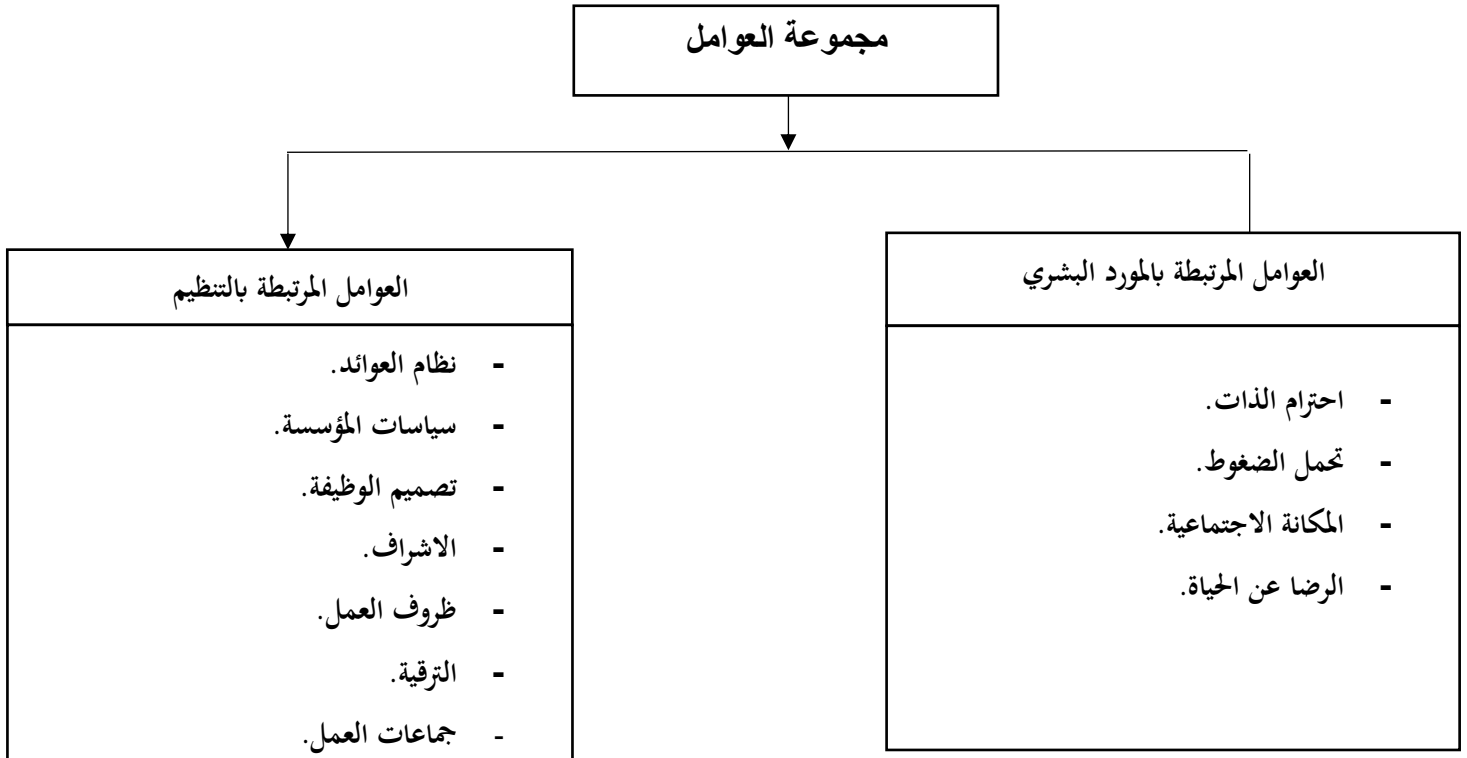 مجموعة العوامل
العوامل المرتبطة بالمورد البشري
- احترام الذات.
- تحمل الضغوط.
- المكانة الاجتماعية.
- الرضا عن الحياة.
العوامل المرتبطة بالتنظيم
- نظام العوائد.
- سياسات المؤسسة.
- تصميم الوظيفة.
- الاشراف.
- ظروف العمل.
- الترقية.
- جماعات العمل.